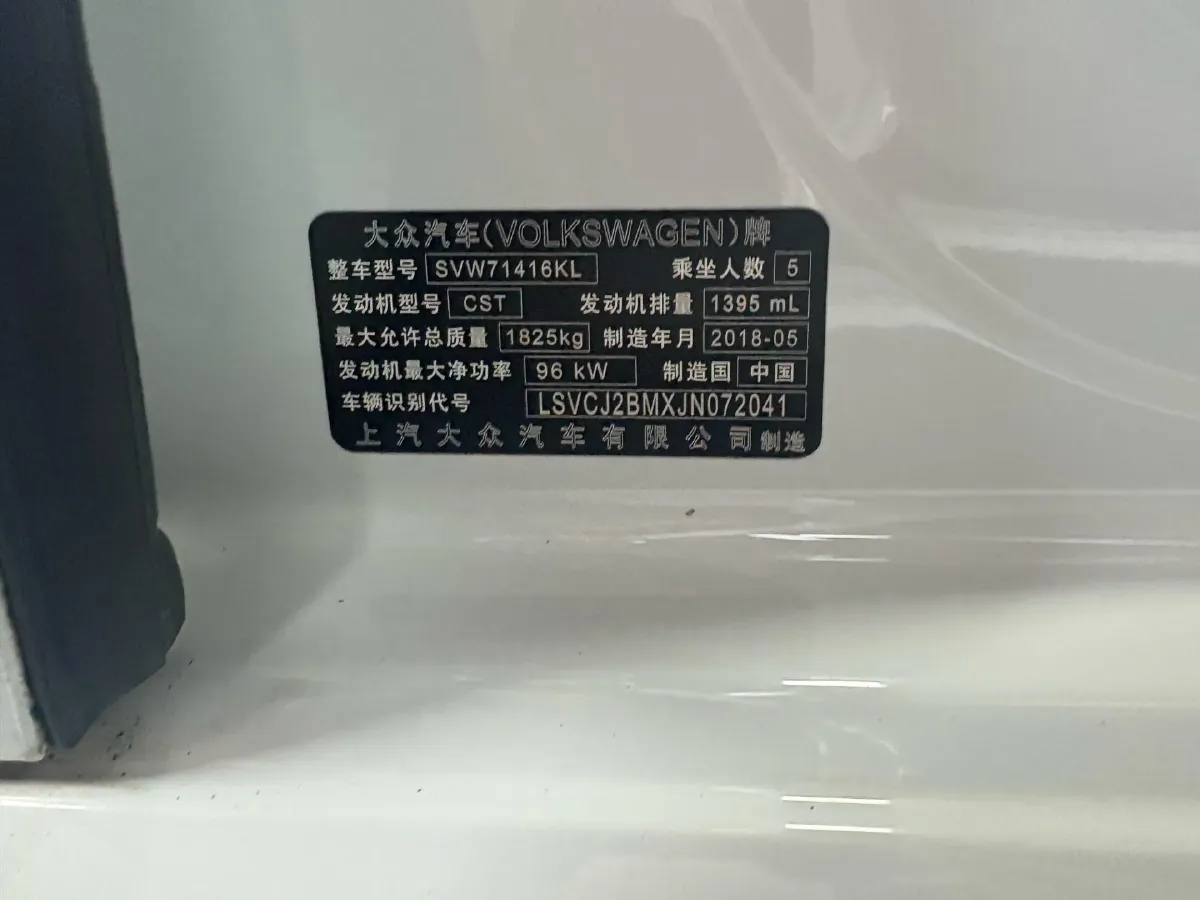 大众汽车(VOLKSWAGEN)牌
整车型号 SVW71416KL 乘坐人数 5
发动机型号 CST 发动机排量 1395 mL
最大允许总质量 1825kg 制造年月 2018-05
发动机最大净功率 96 kW 制造国 中国
车辆识别代号 LSVCJ2BMXJN072041
上汽大众汽车有限公司制造